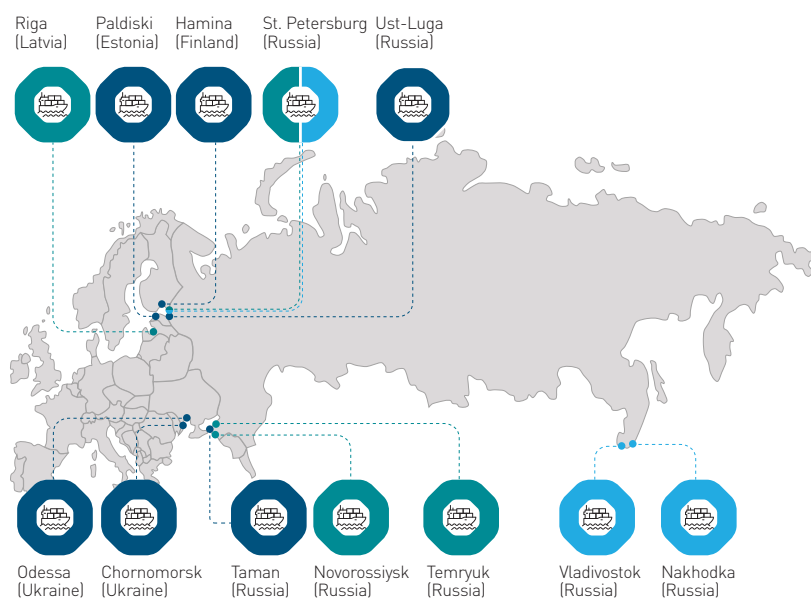 Riga
(Latvia)
Paldiski
(Estonia)
Hamina
(Finland)
St. Petersburg
(Russia)
Ust-Luga
(Russia)
Odessa
(Ukraine)
Chornomorsk
(Ukraine)
Taman
(Russia)
Novorossiysk
(Russia)
Temryuk
(Russia)
Vladivostok
(Russia)
Nakhodka
(Russia)